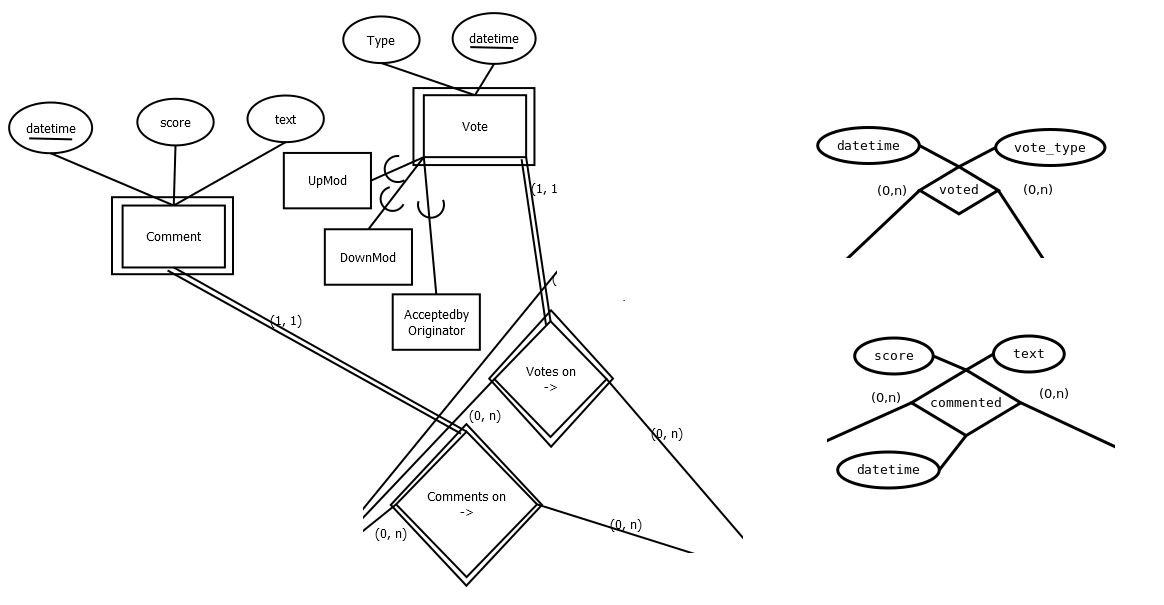 Type
datetime
datetime
score
text
Vote
UpMod
(1, 1
Comment
DownMod
(
Acceptedby
Originator
(1, 1)
Votes on
->
(0, n)
(0, n)
Comments on
->
(0, n)
(0, n)
datetime
vote_type
(0,n)
voted
(0,n)
score
text
(0,n)
commented
(0,n)
datetime